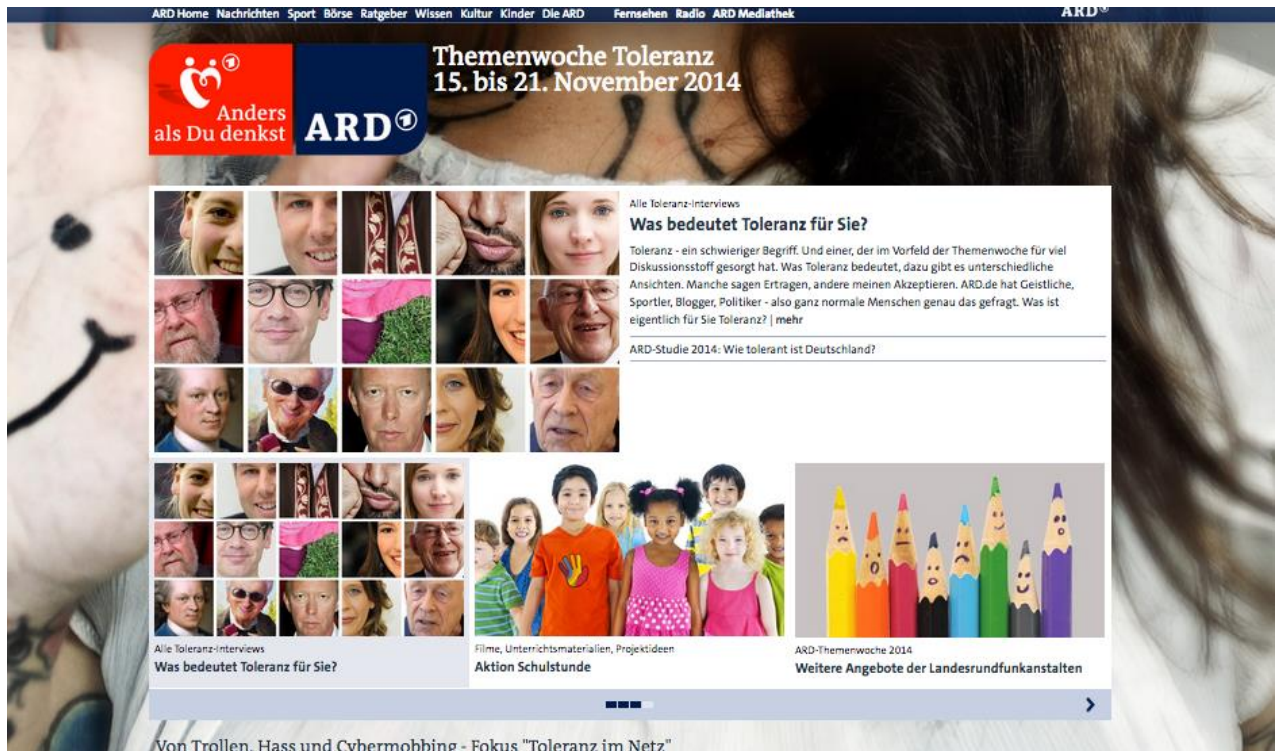 ARD Home Nachrichten Sport Börse Ratgeber Wissen Kultur Kinder Die ARD Fernsehen Radio ARD Mediathek
ARD
Anders
als Du denkst
ARD
Themenwoche Toleranz
15. bis 21. November 2014
Alle Toleranz-Interviews
Was bedeutet Toleranz für Sie?
Toleranz - ein schwieriger Begriff. Und einer, der im Vorfeld der Themenwoche für viel
Diskussionsstoff gesorgt hat. Was Toleranz bedeutet, dazu gibt es unterschiedliche
Ansichten. Manche sagen Ertragen, andere meinen Akzeptieren. ARD.de hat Geistliche,
Sportler, Blogger, Politiker - also ganz normale Menschen genau das gefragt. Was ist
eigentlich für Sie Toleranz? | mehr
ARD-Studie 2014: Wie tolerant ist Deutschland?
Alle Toleranz-Interviews
Was bedeutet Toleranz für Sie?
Filme, Unterrichtsmaterialien, Projektideen
Aktion Schulstunde
ARD-Themenwoche 2014
Weitere Angebote der Landesrundfunkanstalten
Von Trollen, Hass und Cybermobbing - Fokus "Toleranz im Netz"